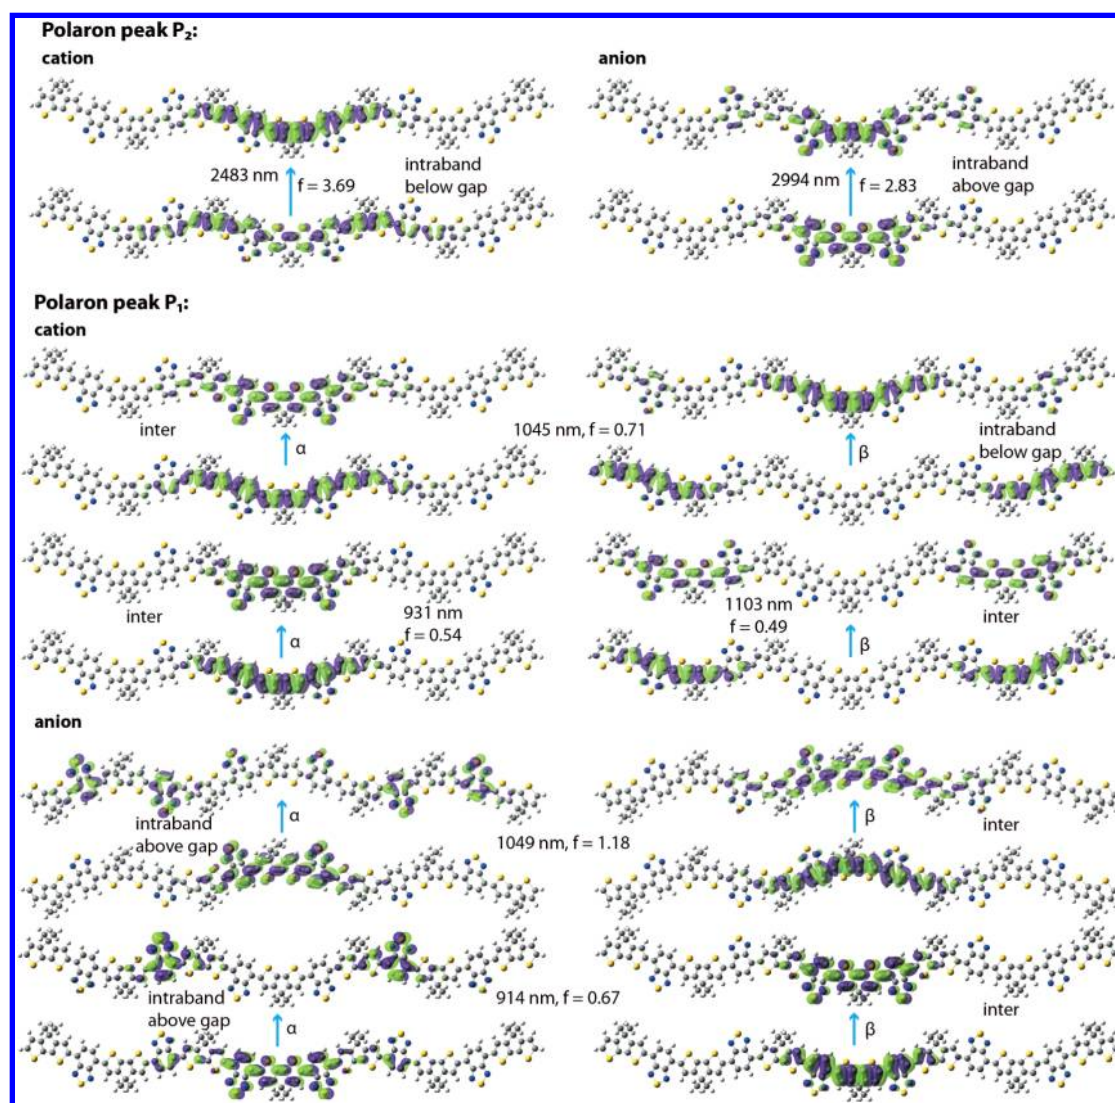 Polaron peak P₂:
cation
anion
2483 nm
f = 3.69
intraband
below gap
2994 nm
f = 2.83
intraband
above gap
Polaron peak P₁:
cation
inter
α
1045 nm, f = 0.71
β
intraband
below gap
inter
α
931 nm
f = 0.54
1103 nm
f = 0.49
β
inter
anion
intraband
above gap
α
1049 nm, f = 1.18
β
inter
intraband
above gap
α
914 nm, f = 0.67
β
inter